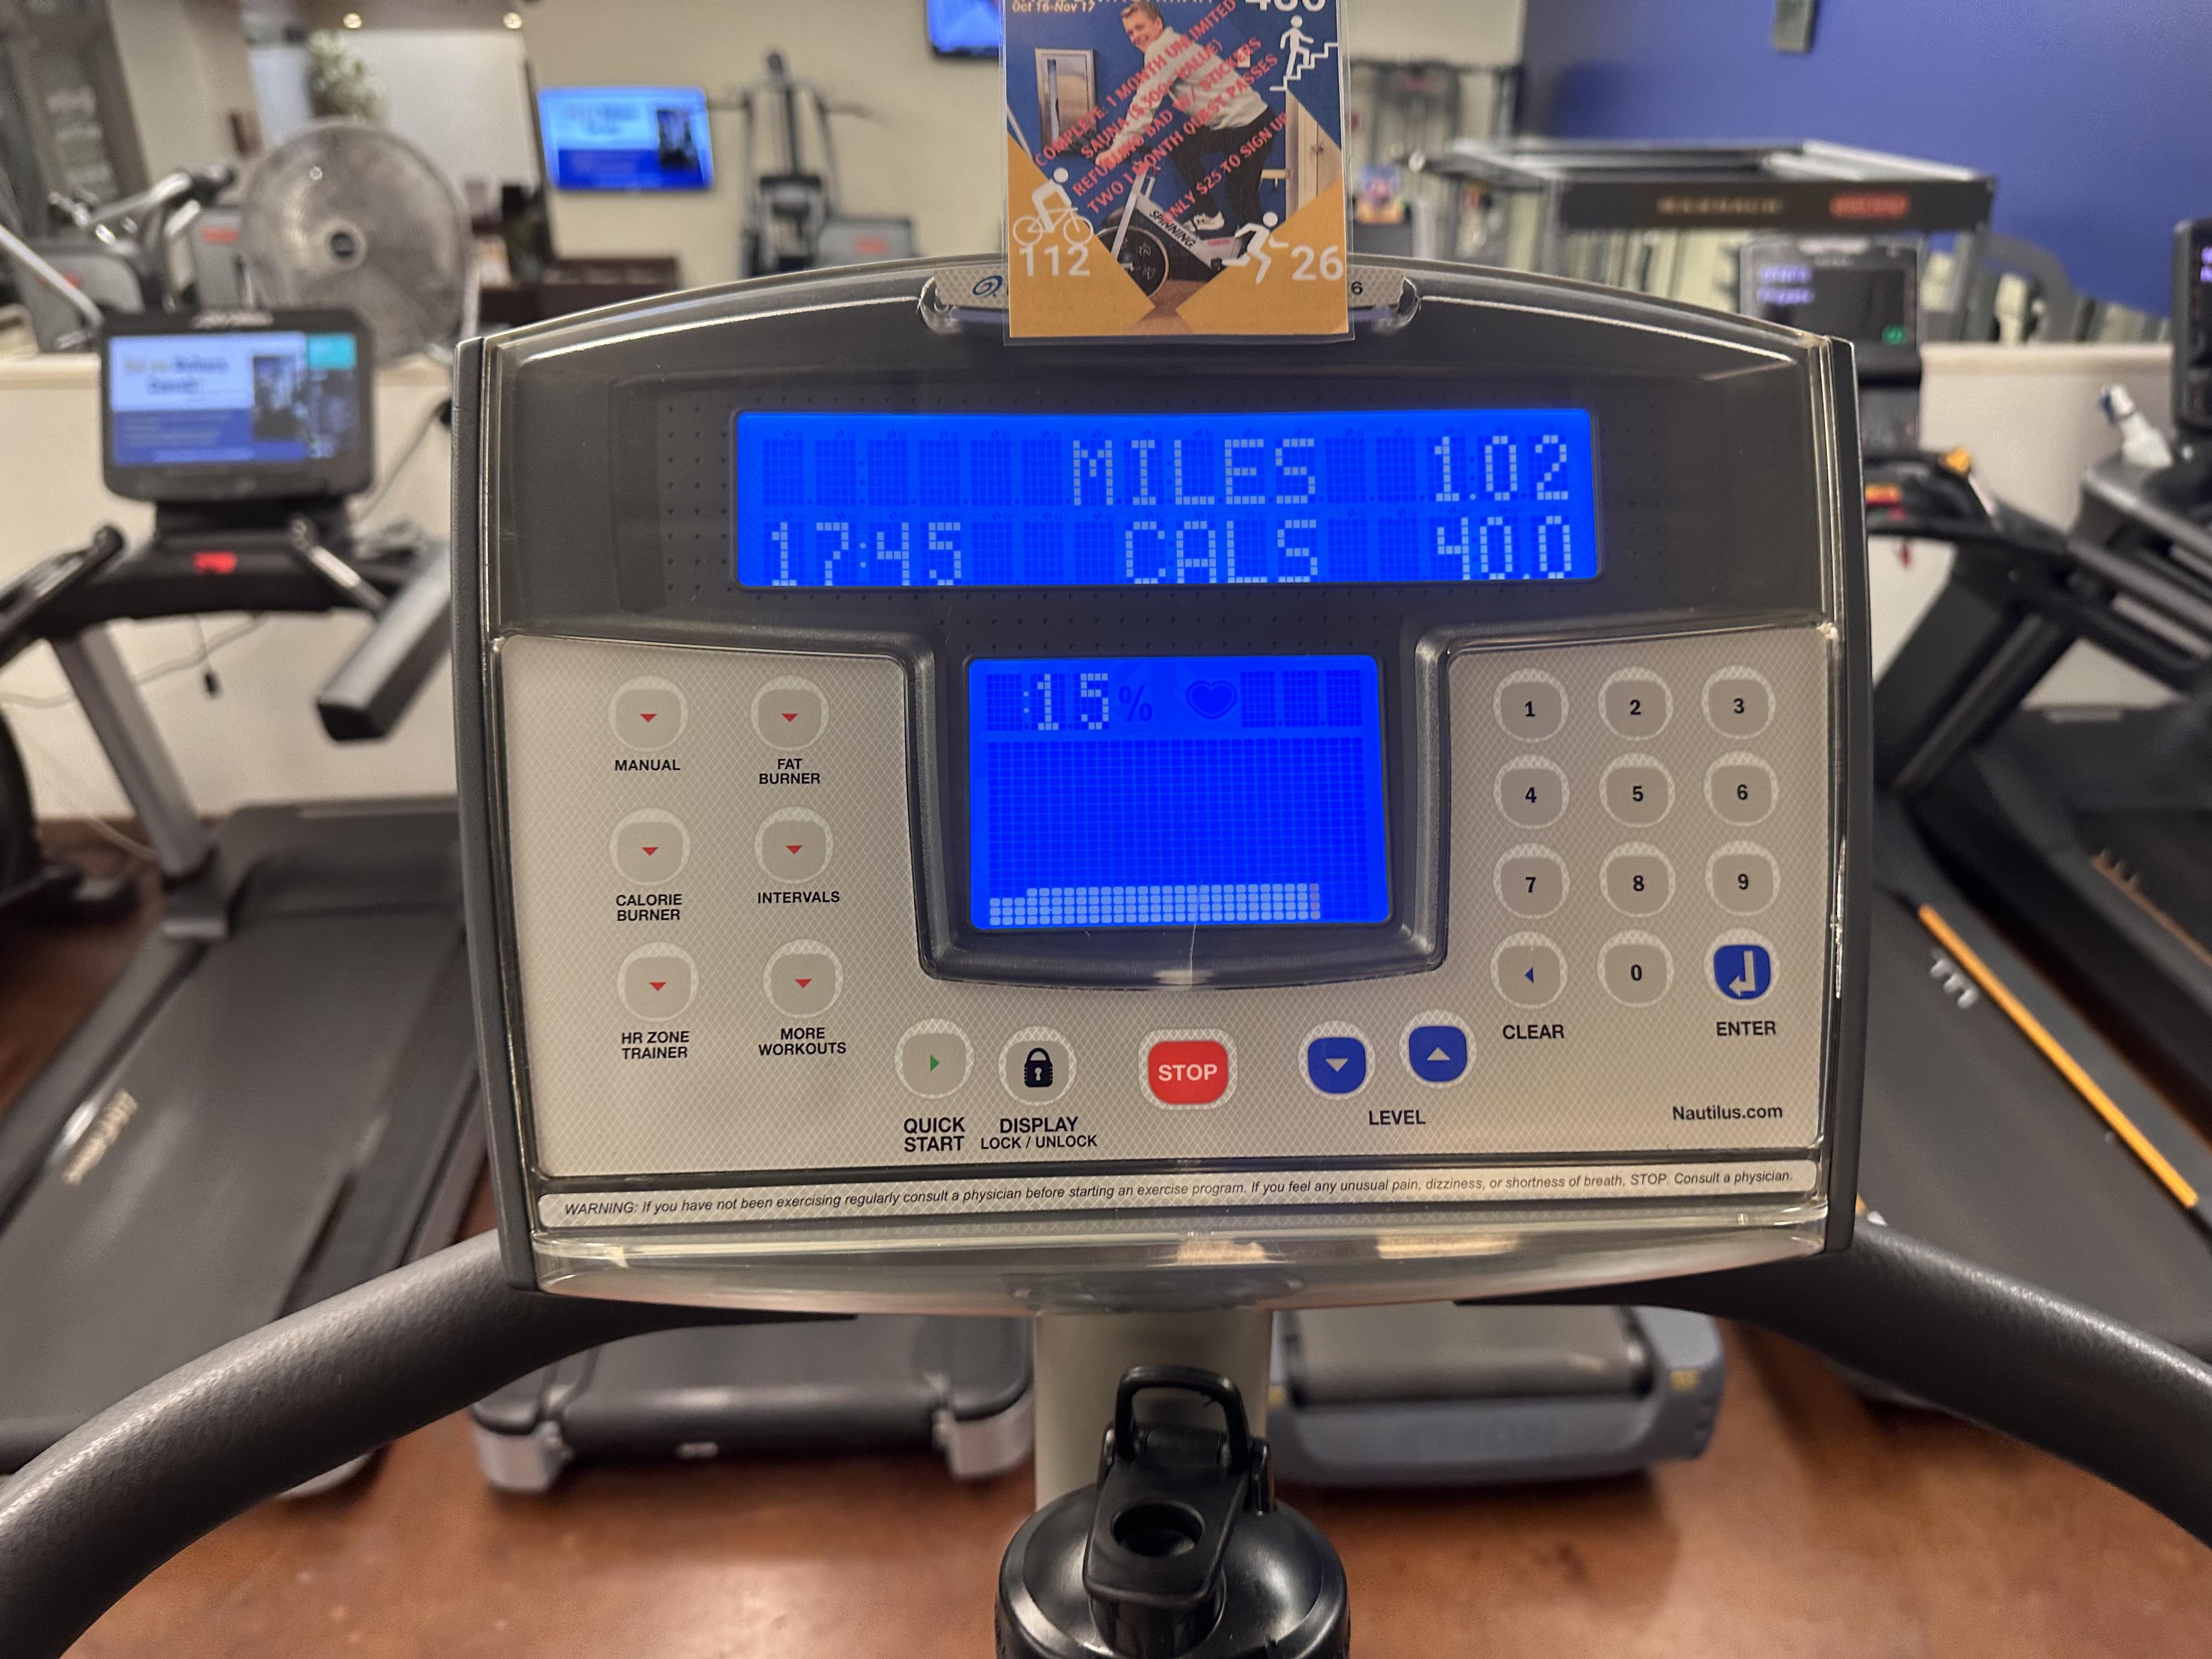 Oct 16-Nov 17
COMPLETE: 1 MONTH UNLIMITED
SAUNA ($300+ VALUE)
W/ STICKERS
TWO 1 MONTH GUEST PASSES
ONLY $25 TO SIGN UP
SPINNING
112
26
6
MILES 1.02
17:45 CALS 40.0
15%
MANUAL
FAT
BURNER
CALORIE
BURNER
INTERVALS
HR ZONE
TRAINER
MORE
WORKOUTS
QUICK
START
DISPLAY
LOCK / UNLOCK
STOP
LEVEL
1 2 3
4 5 6
7 8 9
0
CLEAR
ENTER
Nautilus.com
WARNING: If you have not been exercising regularly consult a physician before starting an exercise program. If you feel any unusual pain, dizziness, or shortness of breath, STOP. Consult a physician.